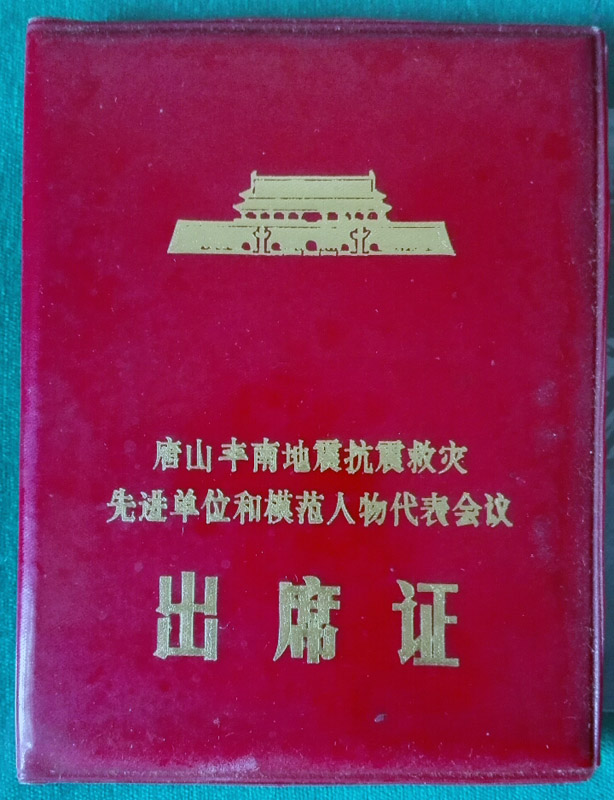 唐山丰南地震抗震救灾
先进单位和模范人物代表会议
出席证